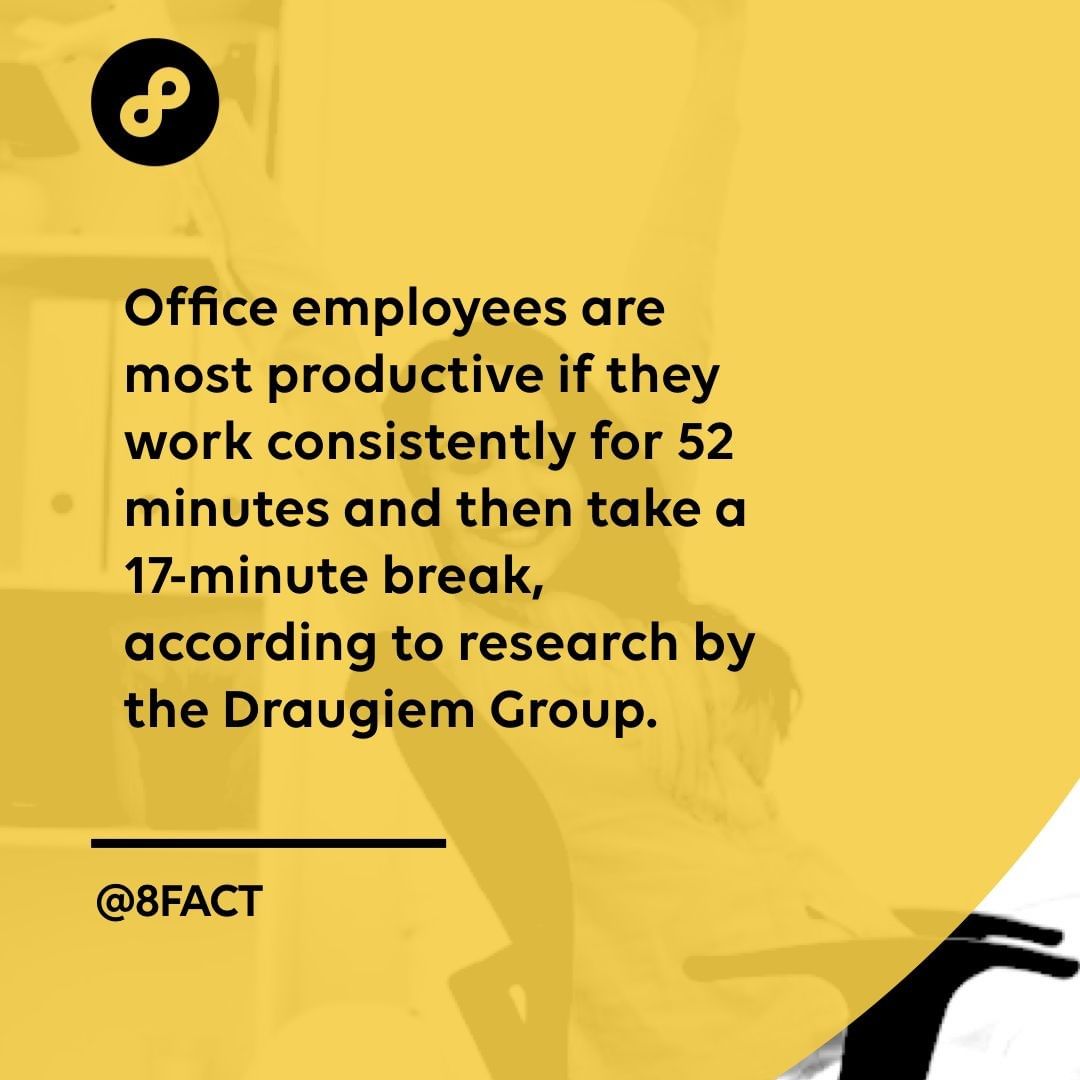 Office employees are
most productive if they
work consistently for 52
minutes and then take a
17-minute break,
according to research by
the Draugiem Group.
@8FACT